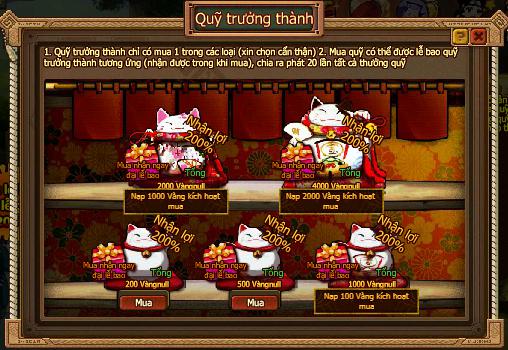 Quỹ trưởng thành
1. Quỹ trưởng thành chỉ có mua 1 trong các loại (xin chọn cẩn thận) 2. Mua quỹ có thể được lễ bao quỹ
trưởng thành tương ứng (nhận được trong khi mua), chia ra phát 20 lần tất cả thưởng quỹ
Nhận lợi
200%
Mua nhận ngay
đại lễ bao
Tổng
2000 Vàngnull
Nạp 1000 Vàng kích hoạt
mua
Nhận lợi
200%
Mua nhận ngay
đại lễ bao
Tổng
4000 Vàngnull
Nạp 2000 Vàng kích hoạt
mua
Nhận lợi
200%
Mua nhận ngay
đại lễ bao
Tổng
200 Vàngnull
Mua
Nhận lợi
200%
Mua nhận ngay
đại lễ bao
Tổng
500 Vàngnull
Mua
Nhận lợi
200%
Mua nhận ngay
đại lễ bao
Tổng
1000 Vàngnull
Nạp 100 Vàng kích hoạt
mua